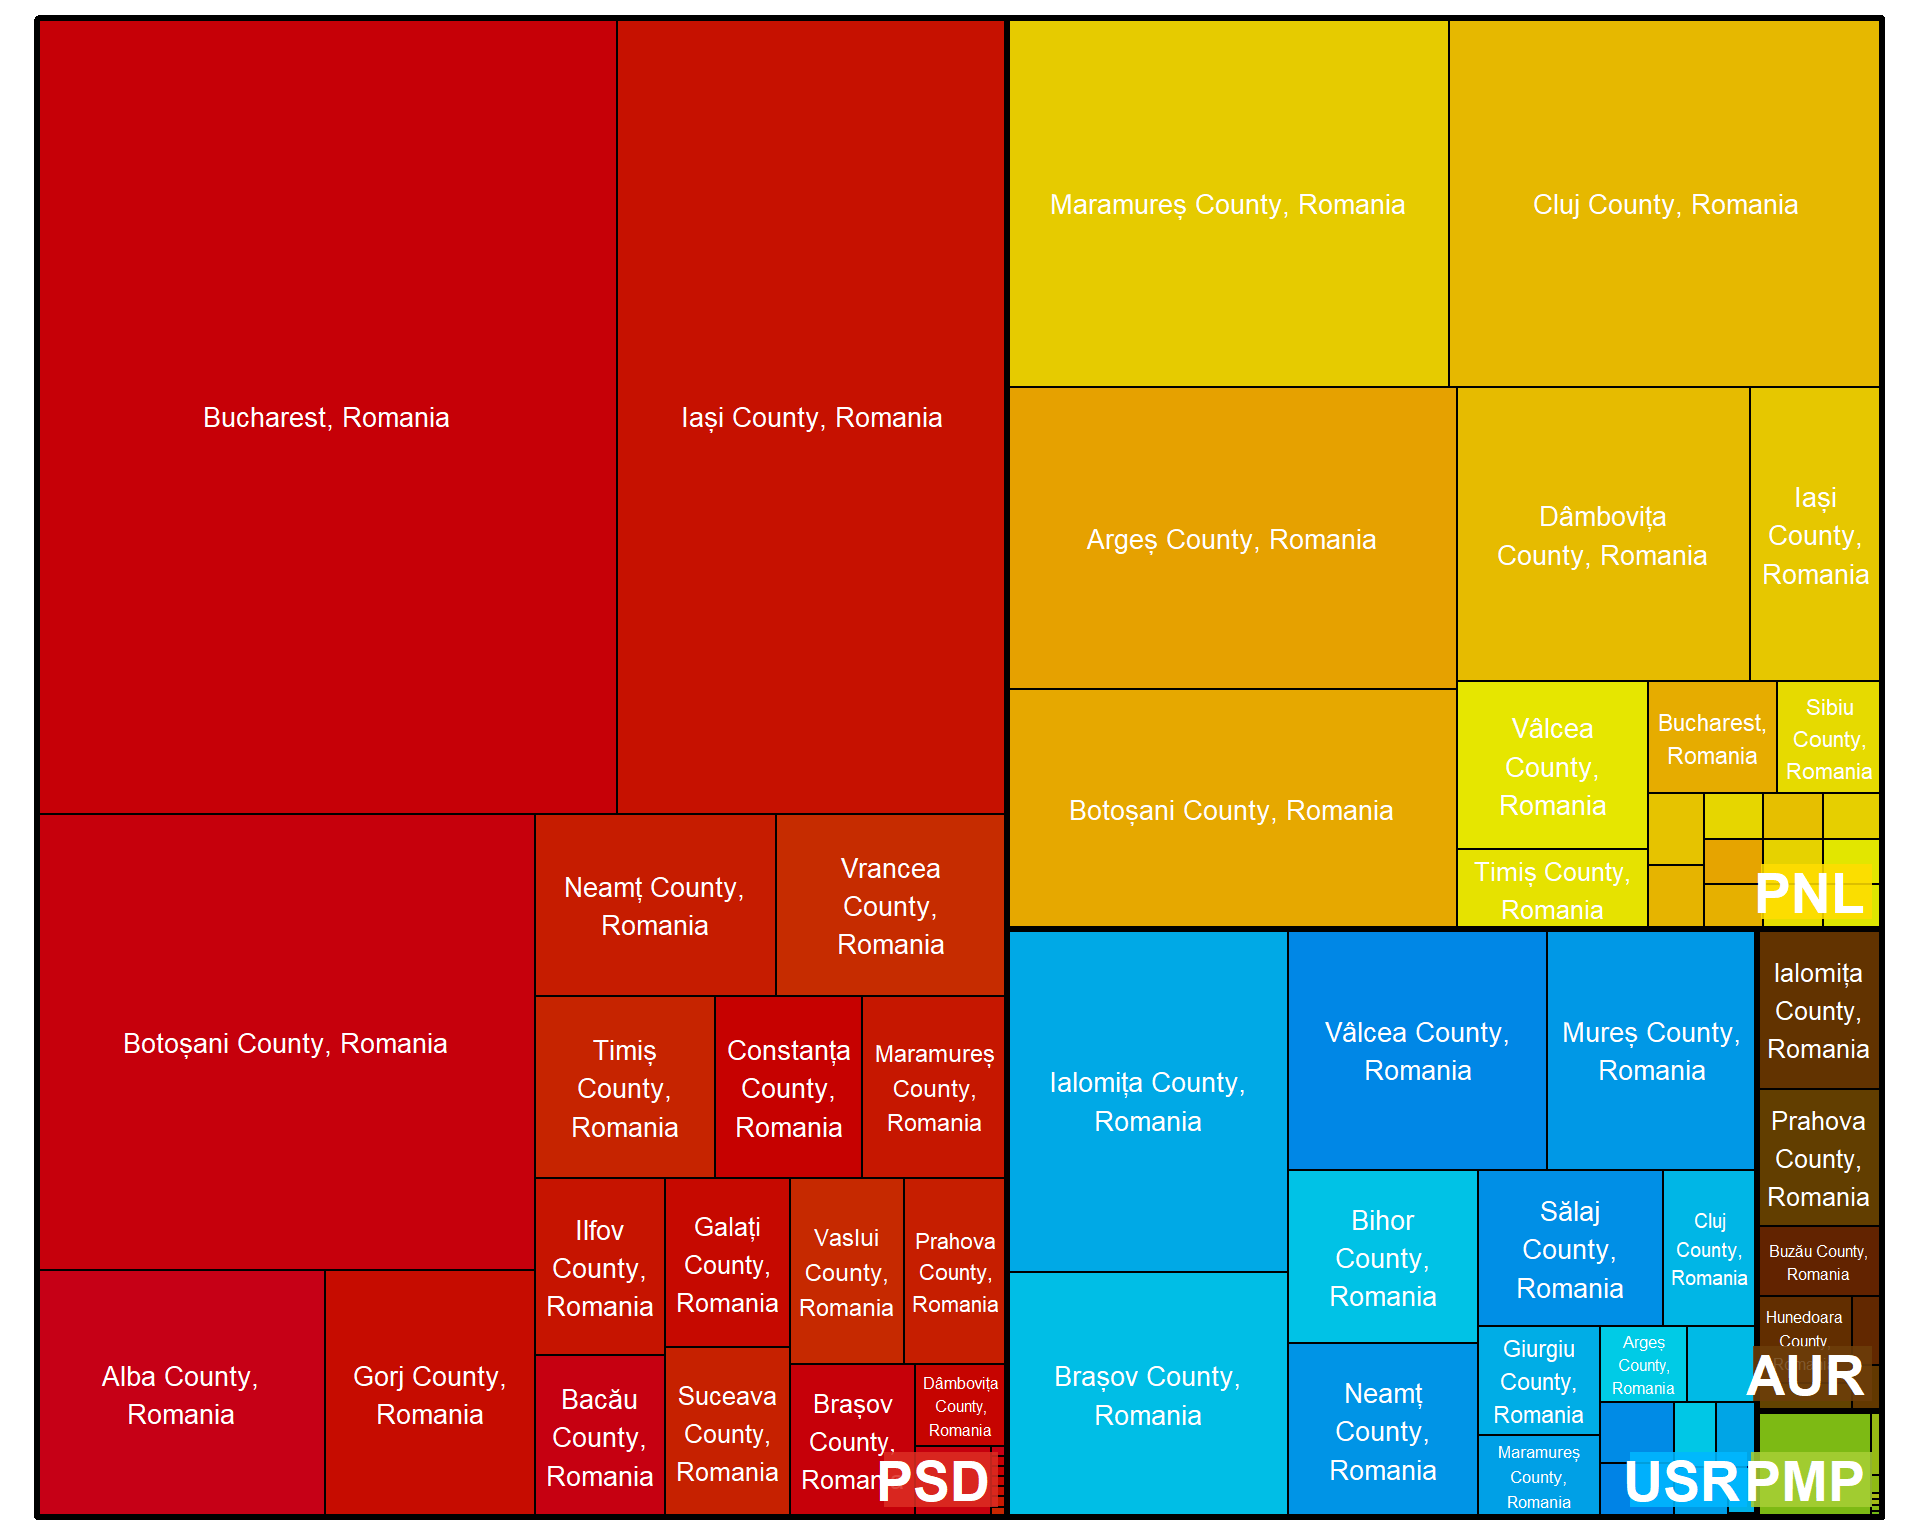 Bucharest, Romania
Iași County, Romania
Botoșani County, Romania
Neamț County,
Romania
Vrancea
County,
Romania
Timiș
County,
Romania
Constanța
County,
Romania
Maramureș
County,
Romania
Alba County,
Romania
Gorj County,
Romania
Ilfov
County,
Romania
Galați
County,
Romania
Vaslui
County,
Romania
Prahova
County,
Romania
Bacău
County,
Romania
Suceava
County,
Romania
Brașov
County,
Romania
Dâmbovița
County,
Romania
PSD
Maramureș County, Romania
Cluj County, Romania
Argeș County, Romania
Dâmbovița
County, Romania
Iași
County,
Romania
Botoșani County, Romania
Vâlcea
County,
Romania
Bucharest,
Romania
Sibiu
County,
Romania
Timiș County,
Romania
PNL
Ialomița County,
Romania
Vâlcea County,
Romania
Mureș County,
Romania
Brașov County,
Romania
Bihor
County,
Romania
Sălaj
County,
Romania
Cluj
County,
Romania
Neamț
County,
Romania
Giurgiu
County,
Romania
Argeș
County,
Romania
Maramureș
County,
Romania
USR
Ialomița
County,
Romania
Prahova
County,
Romania
Buzău County,
Romania
Hunedoara
County,
Romania
AUR
PMP